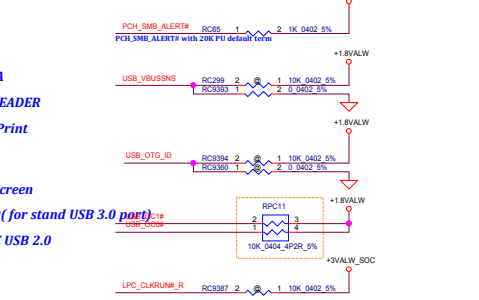 PCH_SMB_ALERT# RC65 1 2 1K_0402_5%
PCH_SMB_ALERT# with 20K PU default term
+1.8VALW
A
USB_VBUSSNS RC299 2 @ 1 10K_0402_5%
RC9393 1 @ 2 0_0402_5%
EADER
Print
+1.8VALW
USB_OTG_ID RC9394 2 @ 1 10K_0402_5%
RC9360 1 @ 2 0_0402_5%
creen
+1.8VALW
RPC11
( for stand USB 3.0 port)
2 3
USB_OC0# 1 4
USB 2.0
10K_0404_4P2R_5%
+3VALW_SOC
LPC_CLKRUN#_R RC9387 2 @ 1 10K_0402_5%